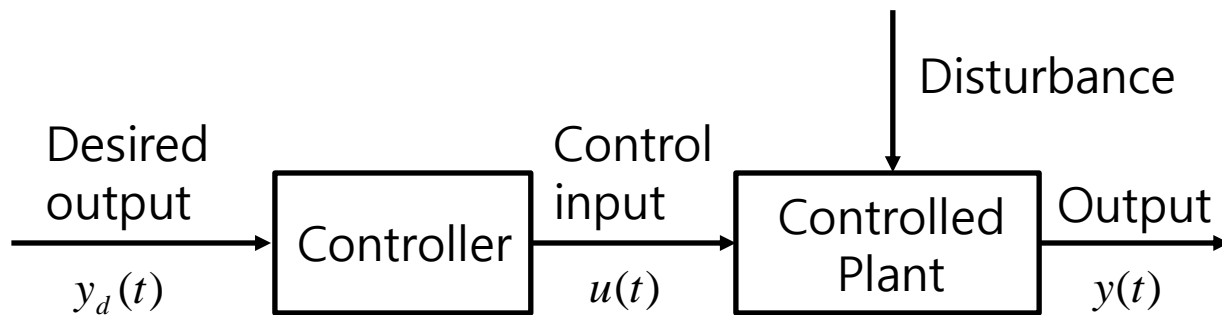 Disturbance
Desired
output
Control
input
Controller
Controlled
Plant
Output
y_d(t)
u(t)
y(t)